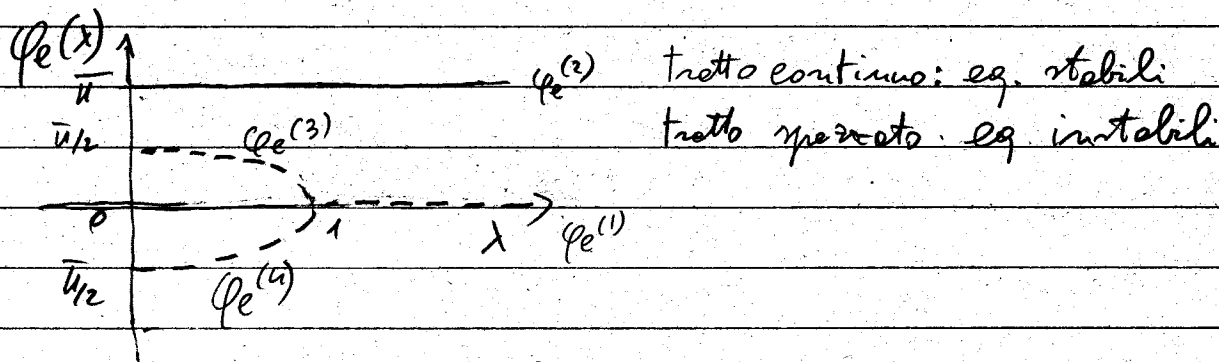 φe(λ)
π φe⁽²⁾ tratto continuo: eq. stabili
π/2 φe⁽³⁾ tratto spezzato. eq instabili
0 1 λ φe⁽¹⁾
π/2 φe⁽⁴⁾